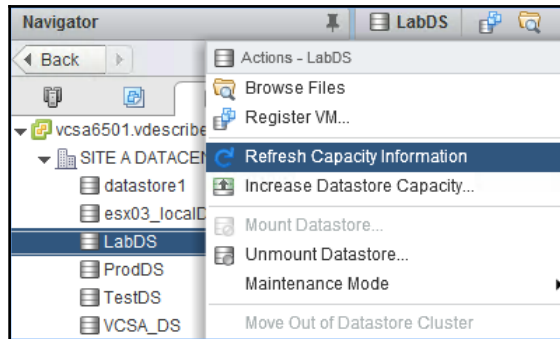 Navigator
LabDS
Back
Actions - LabDS
Browse Files
Register VM...
vcsa6501.vdescribe
Refresh Capacity Information
SITE A DATACEN
datastore1
Increase Datastore Capacity...
esx03_localD
Mount Datastore...
LabDS
Unmount Datastore...
ProdDS
Maintenance Mode
TestDS
VCSA_DS
Move Out of Datastore Cluster